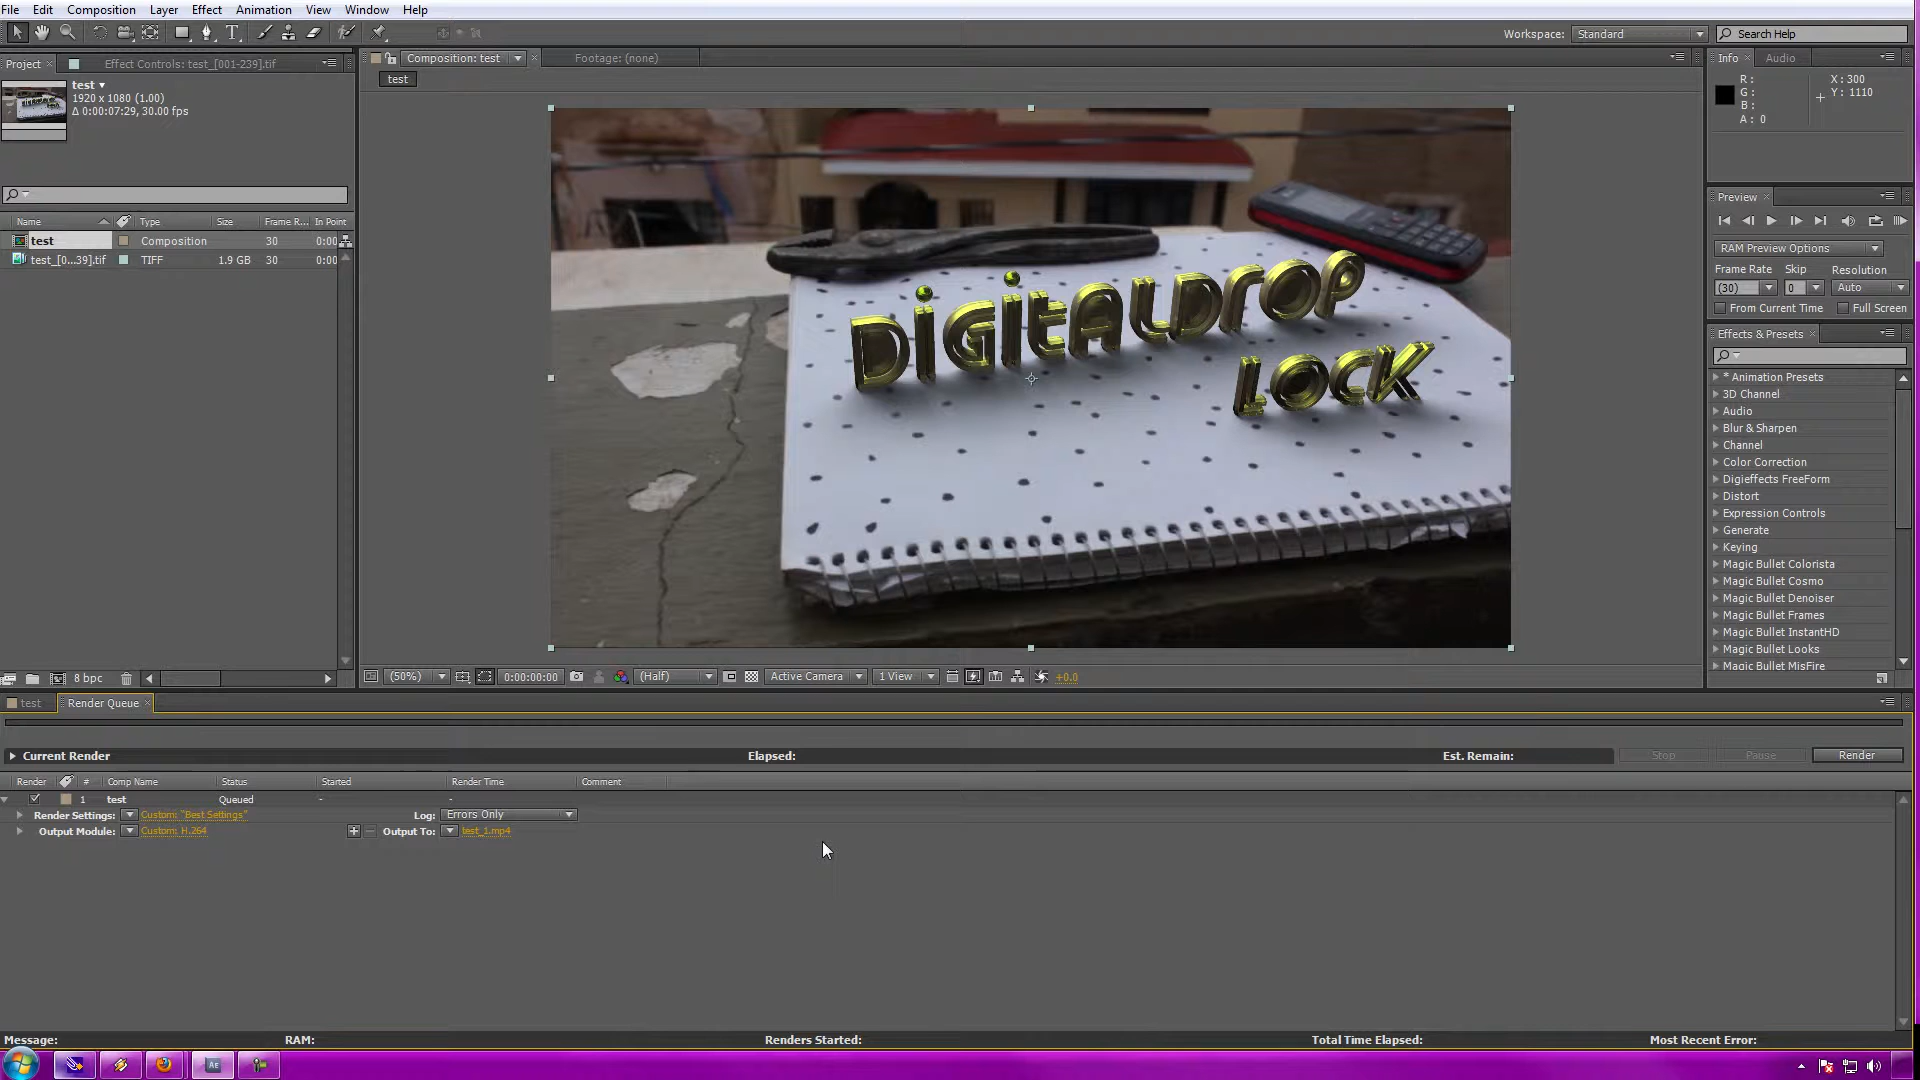 File Edit Composition Layer Effect Animation View Window Help
Workspace: Standard Search Help
Project Effect Controls: test_[001-239].tif
Composition: test Footage: (none)
Info Audio
test
test
1920 x 1080 (1.00)
Δ 0:00:07:29, 30.00 fps
R:
G:
B:
A: 0
X: 300
Y: 1110
DiGitALDrOp
LOCK
Name Type Size Frame R... In Point
test Composition 30 0:00
test_[0...39].tif TIFF 1.9 GB 30 0:00
8 bpc
Preview
RAM Preview Options
Frame Rate Skip Resolution
(30) 0 Auto
From Current Time Full Screen
Effects & Presets
* Animation Presets
3D Channel
Audio
Blur & Sharpen
Channel
Color Correction
Digieffects FreeForm
Distort
Expression Controls
Generate
Keying
Magic Bullet Colorista
Magic Bullet Cosmo
Magic Bullet Denoiser
Magic Bullet Frames
Magic Bullet InstantHD
Magic Bullet Looks
Magic Bullet MisFire
(50%) 0:00:00:00 (Half) Active Camera 1 View +0.0
test Render Queue
Current Render Elapsed: Est. Remain: Stop Pause Render
Render # Comp Name Status Started Render Time Comment
1 test Queued - -
Render Settings: Custom: "Best Settings" Log: Errors Only
Output Module: Custom: H.264 Output To: test_1.mp4
Message: RAM: Renders Started: Total Time Elapsed: Most Recent Error:
Ae